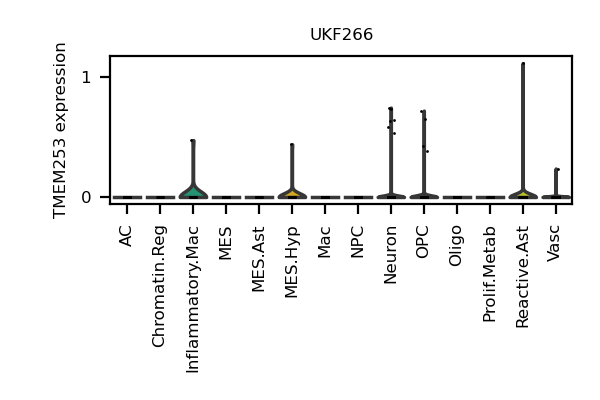 UKF266
TMEM253 expression
1
0
AC
Chromatin.Reg
Inflammatory.Mac
MES
MES.Ast
MES.Hyp
Mac
NPC
Neuron
OPC
Oligo
Prolif.Metab
Reactive.Ast
Vasc